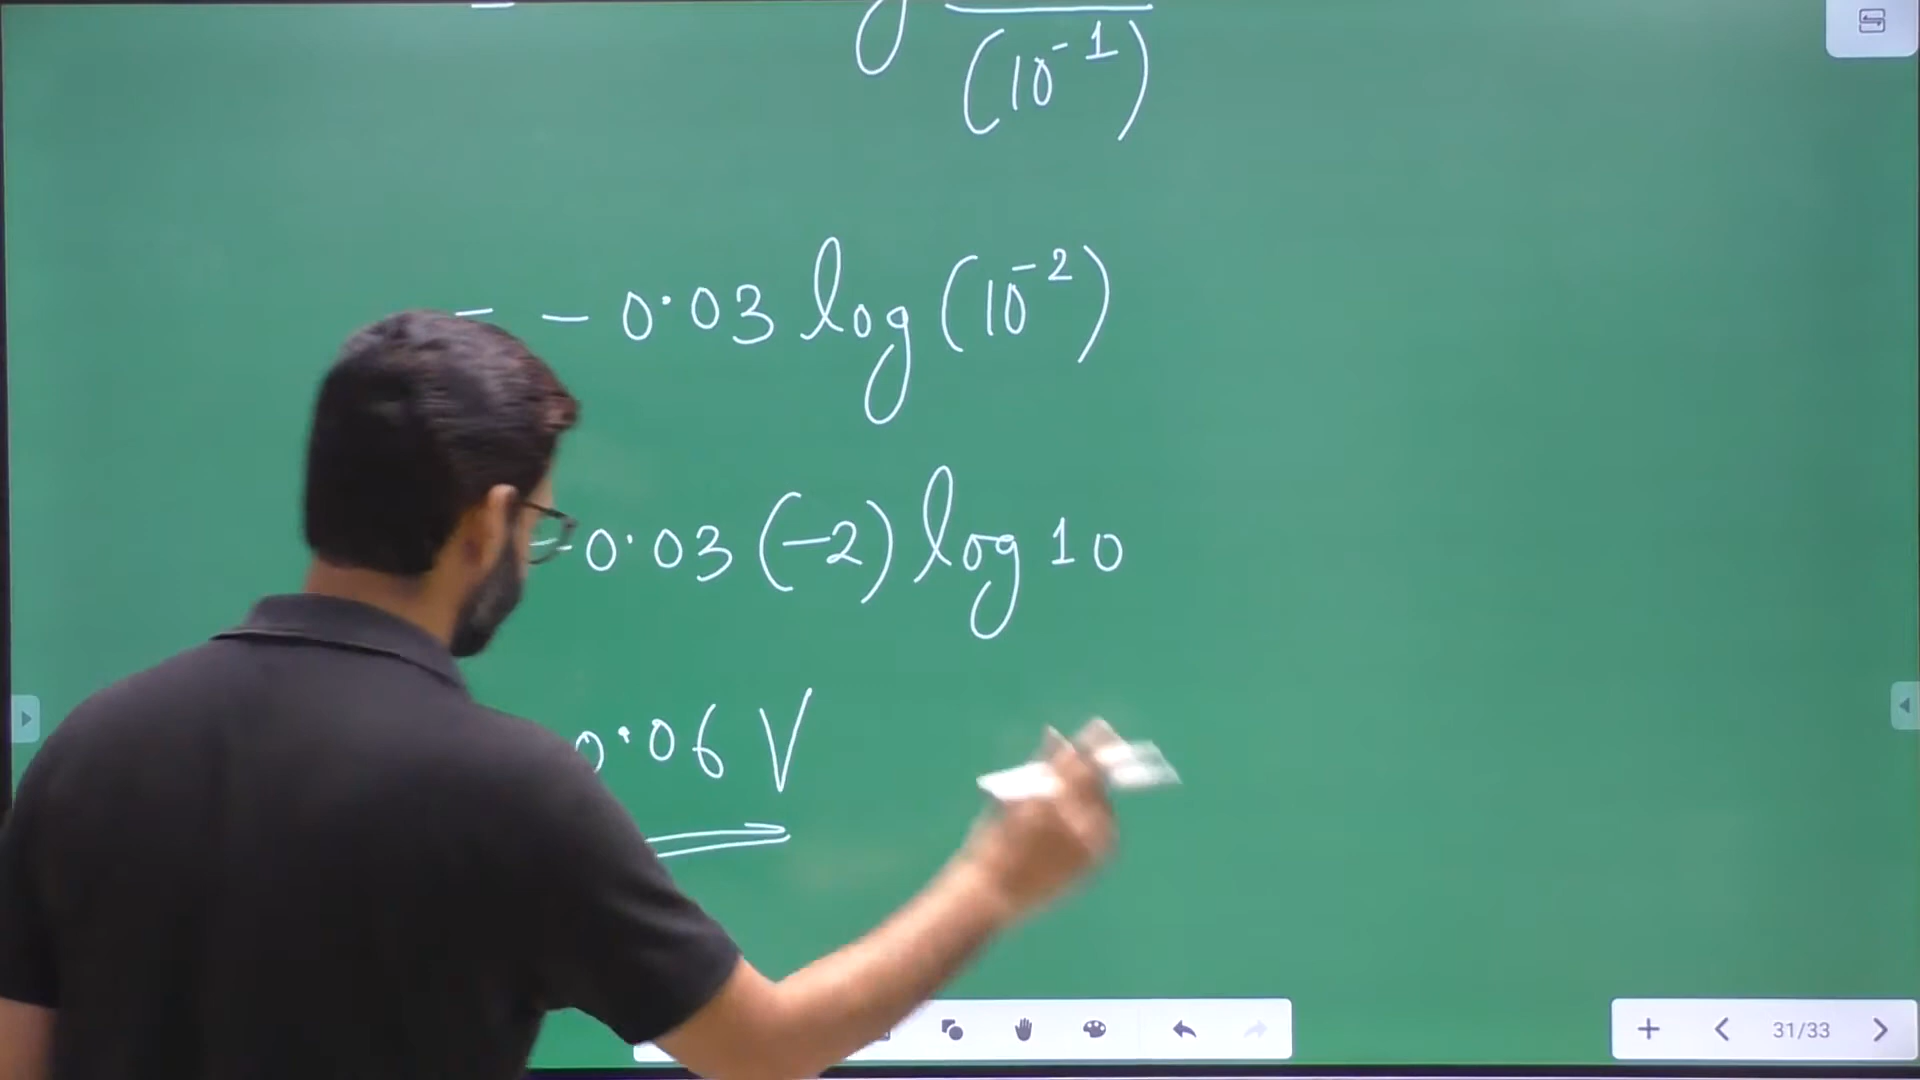 (10⁻¹)
= - 0.03 log (10⁻²)
-0.03 (-2) log 10
0.06 V
31/33